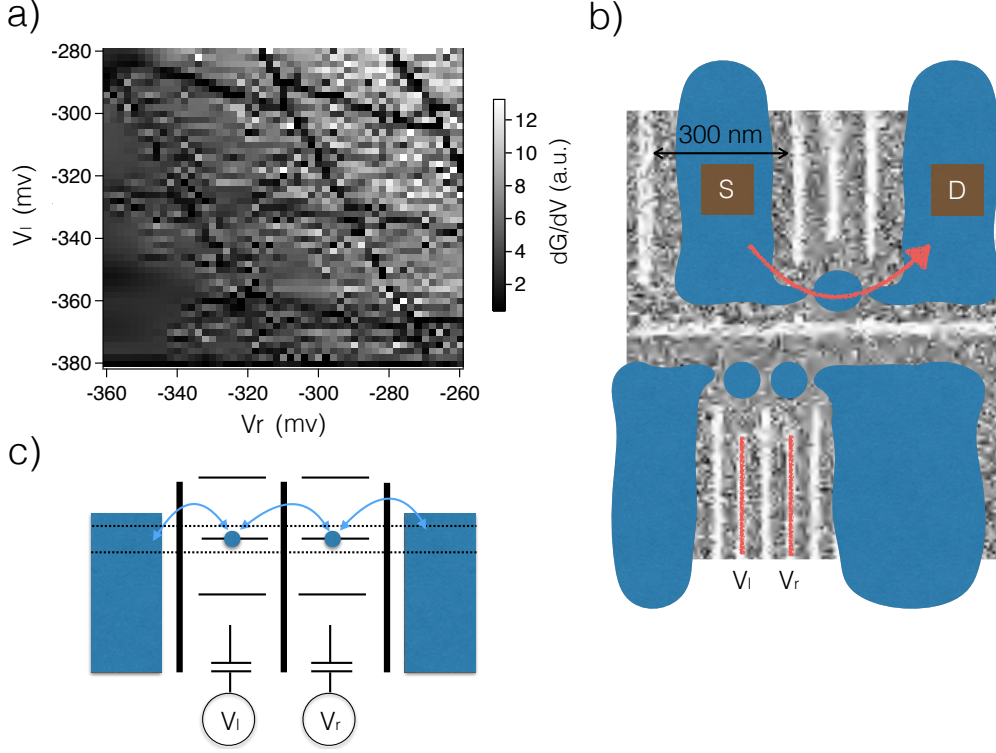 a)
-280
-300
-320
-340
-360
-380
Vl (mv)
-360 -340 -320 -300 -280 -260
Vr (mv)
12
10
8
6
4
2
dG/dV (a.u.)
b)
300 nm
S
D
Vl Vr
c)
Vl Vr